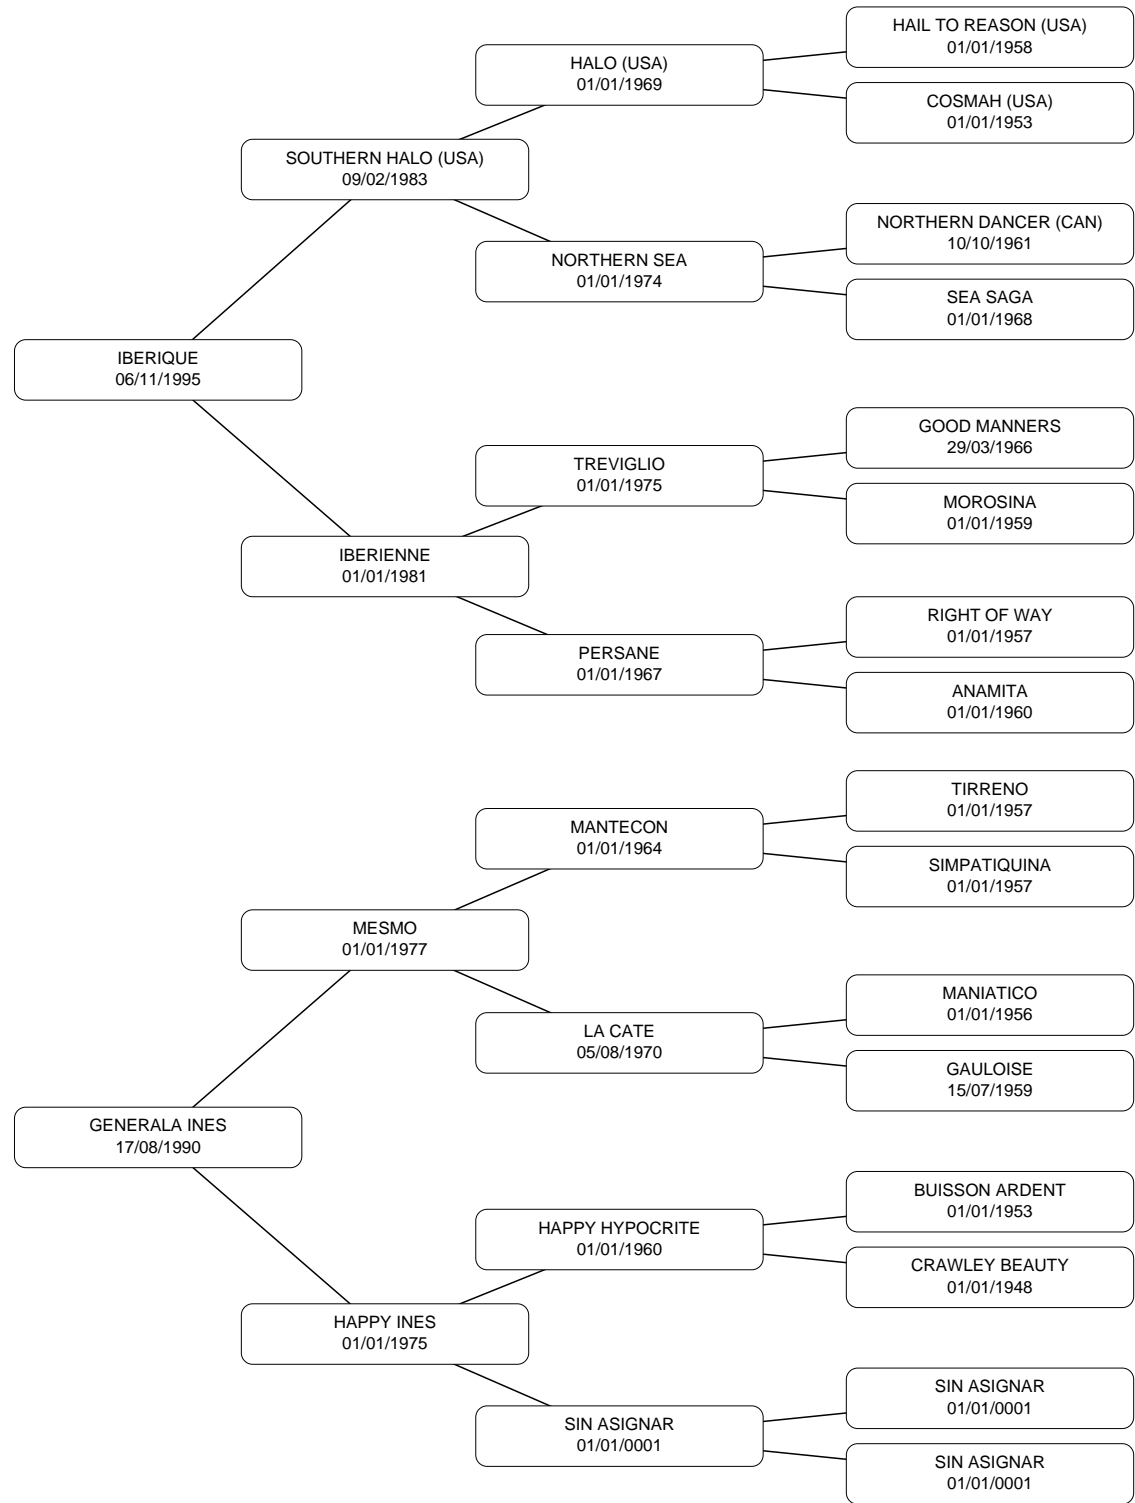 HAIL TO REASON (USA)
01/01/1958
HALO (USA)
01/01/1969
COSMAH (USA)
01/01/1953
SOUTHERN HALO (USA)
09/02/1983
NORTHERN DANCER (CAN)
10/10/1961
NORTHERN SEA
01/01/1974
SEA SAGA
01/01/1968
IBERIQUE
06/11/1995
GOOD MANNERS
29/03/1966
TREVIGLIO
01/01/1975
MOROSINA
01/01/1959
IBERIENNE
01/01/1981
RIGHT OF WAY
01/01/1957
PERSANE
01/01/1967
ANAMITA
01/01/1960
TIRRENO
01/01/1957
MANTECON
01/01/1964
SIMPATIQUINA
01/01/1957
MESMO
01/01/1977
MANIATICO
01/01/1956
LA CATE
05/08/1970
GAULOISE
15/07/1959
GENERALA INES
17/08/1990
BUISSON ARDENT
01/01/1953
HAPPY HYPOCRITE
01/01/1960
CRAWLEY BEAUTY
01/01/1948
HAPPY INES
01/01/1975
SIN ASIGNAR
01/01/0001
SIN ASIGNAR
01/01/0001
SIN ASIGNAR
01/01/0001